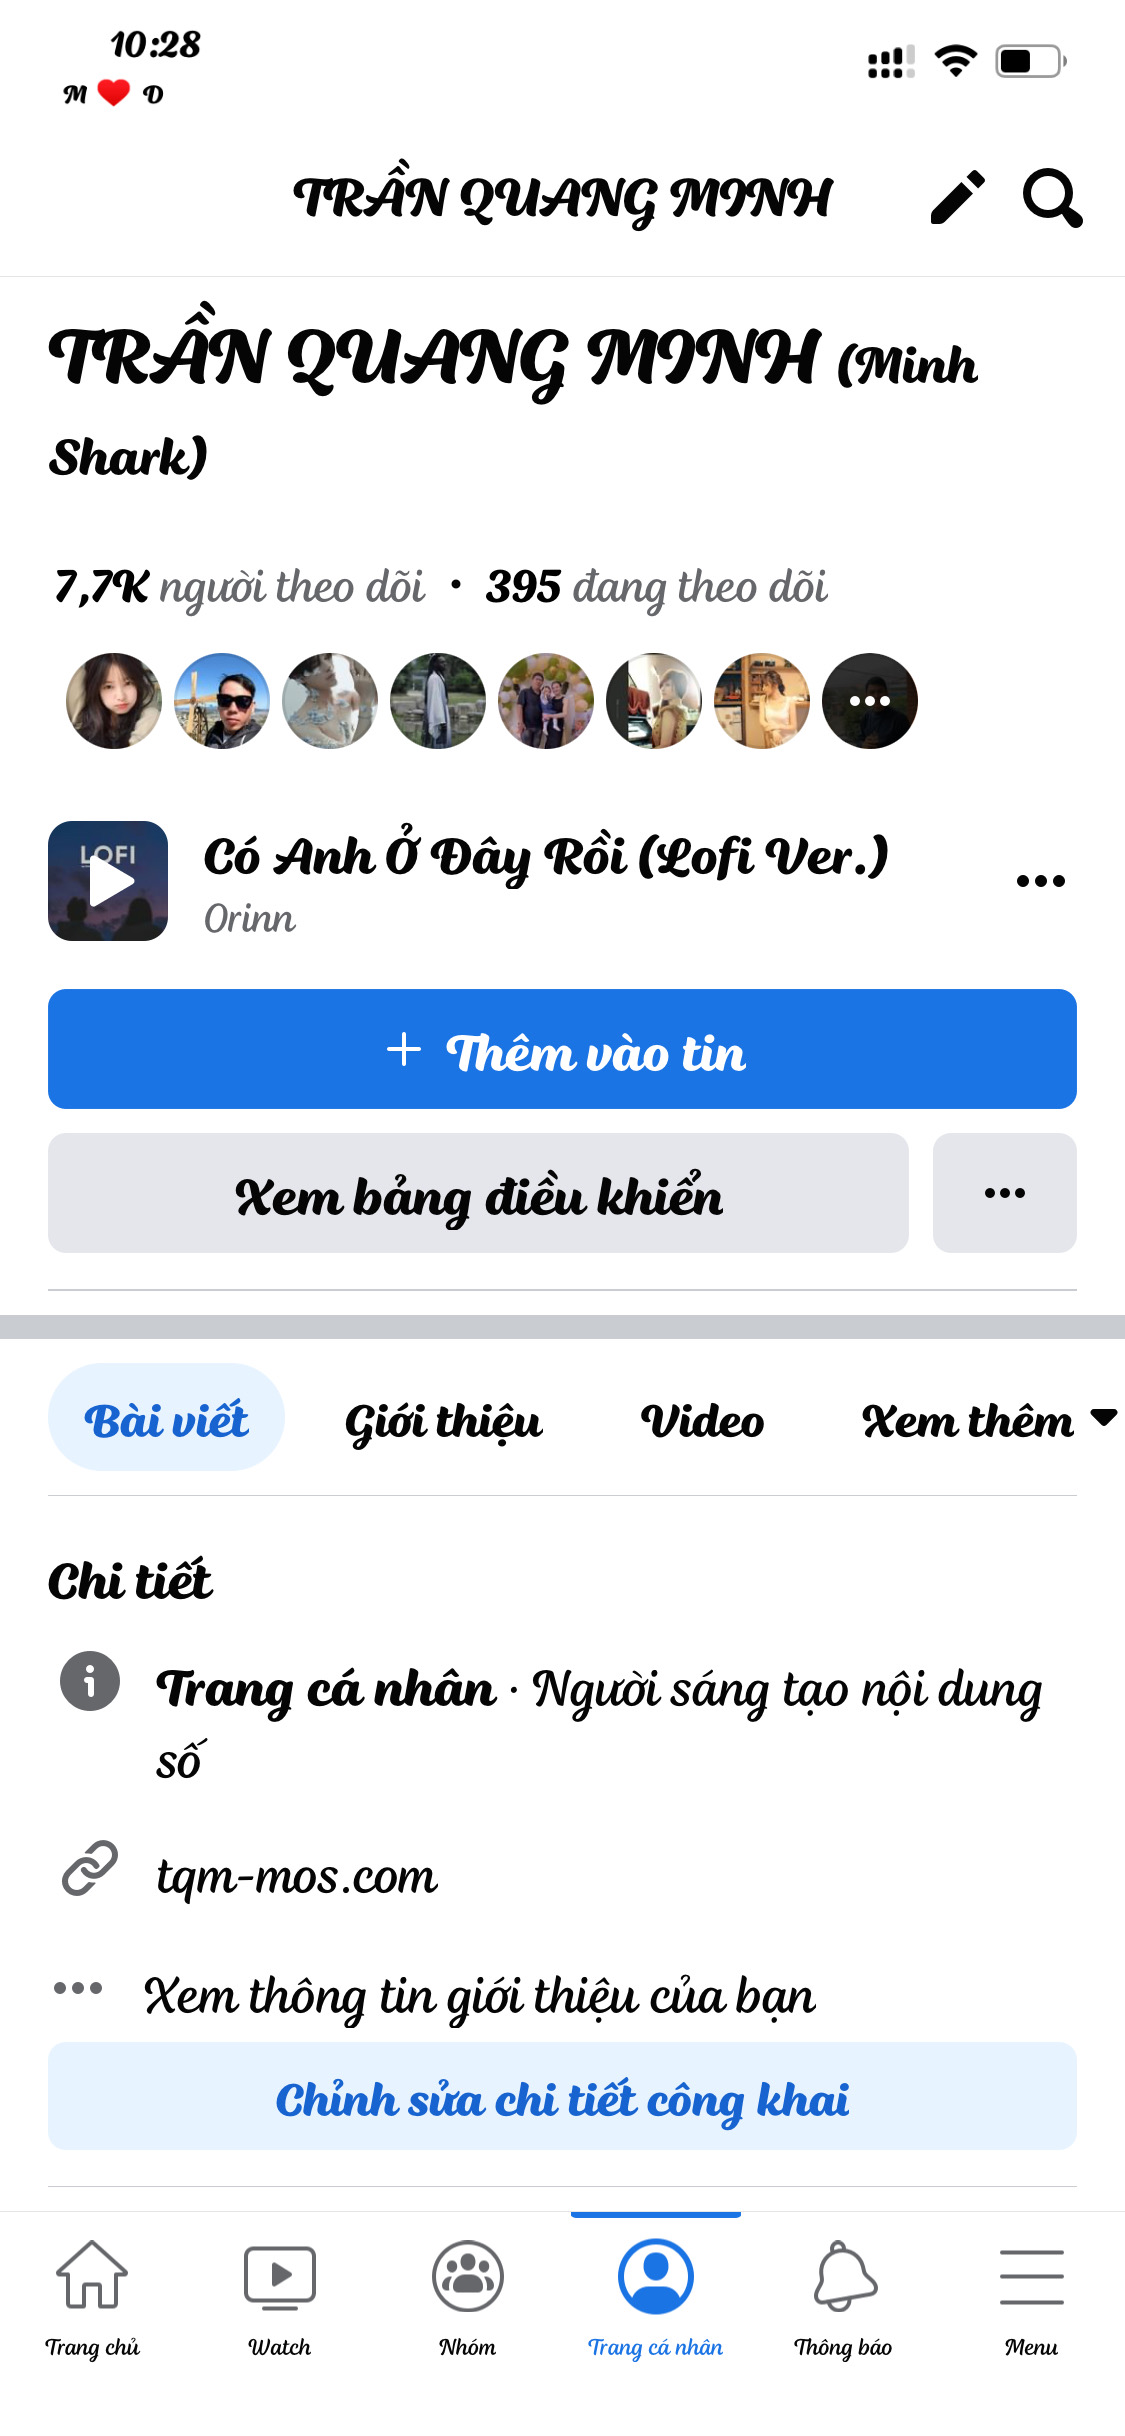 10:28
M ❤️ D
TRẦN QUANG MINH
TRẦN QUANG MINH (Minh
Shark)
7,7K người theo dõi · 395 đang theo dõi
LOFI
Có Anh Ở Đây Rồi (Lofi Ver.)
Orinn
+ Thêm vào tin
Xem bảng điều khiển
Bài viết Giới thiệu Video Xem thêm
Chi tiết
Trang cá nhân · Người sáng tạo nội dung
số
tqm-mos.com
Xem thông tin giới thiệu của bạn
Chỉnh sửa chi tiết công khai
Trang chủ Watch Nhóm Trang cá nhân Thông báo Menu